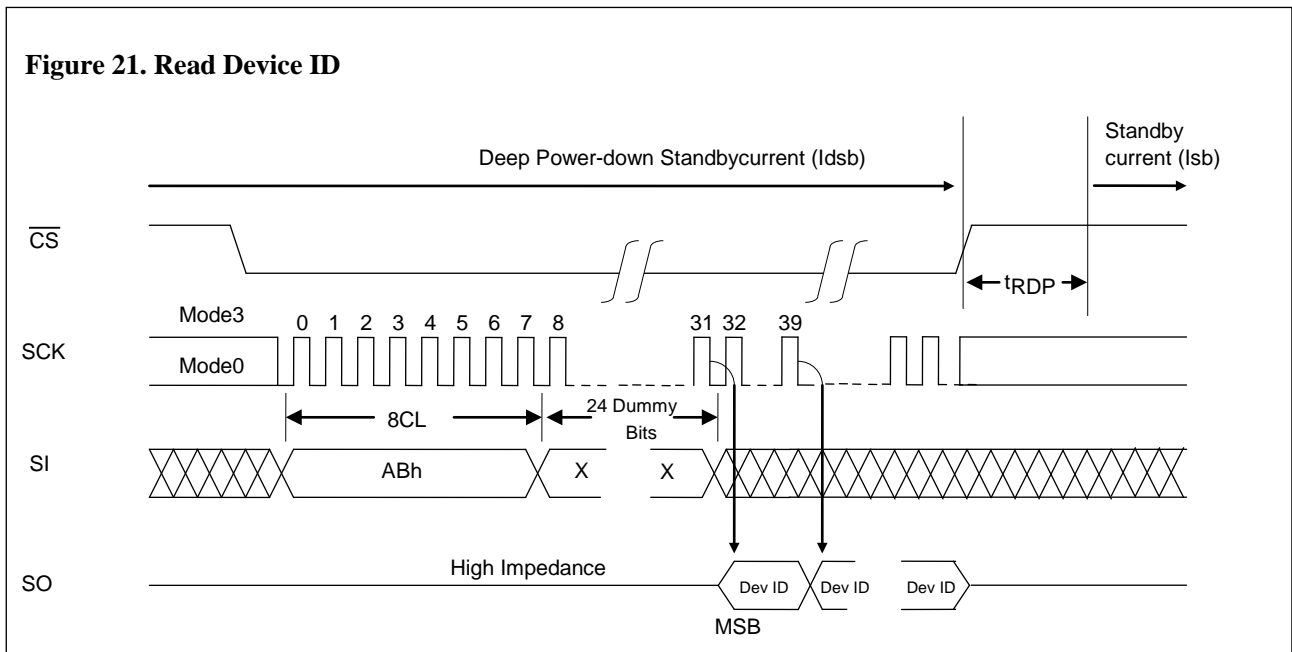 Figure 21. Read Device ID
Deep Power-down Standbycurrent (Idsb)
Standby
current (Isb)
CS
tRDP
Mode3
SCK
Mode0
0 1 2 3 4 5 6 7 8 31 32 39
8CL
24 Dummy
Bits
SI
ABh
X
X
SO
High Impedance
Dev ID
Dev ID
Dev ID
MSB